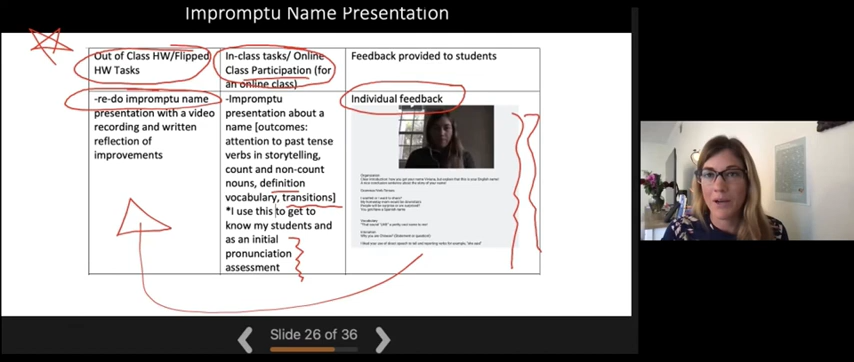 Impromptu Name Presentation
Out of Class HW/Flipped
HW Tasks
In-class tasks/ Online
Class Participation (for
an online class)
Feedback provided to students
-re-do impromptu name
presentation with a video
recording and written
reflection of
improvements
-Impromptu
presentation about a
name [outcomes:
attention to past tense
verbs in storytelling,
count and non-count
nouns, definition
vocabulary, transitions]
*I use this to get to
know my students and
as an initial
pronunciation
assessment
Individual feedback
Organization
Vocabulary
Slide 26 of 36